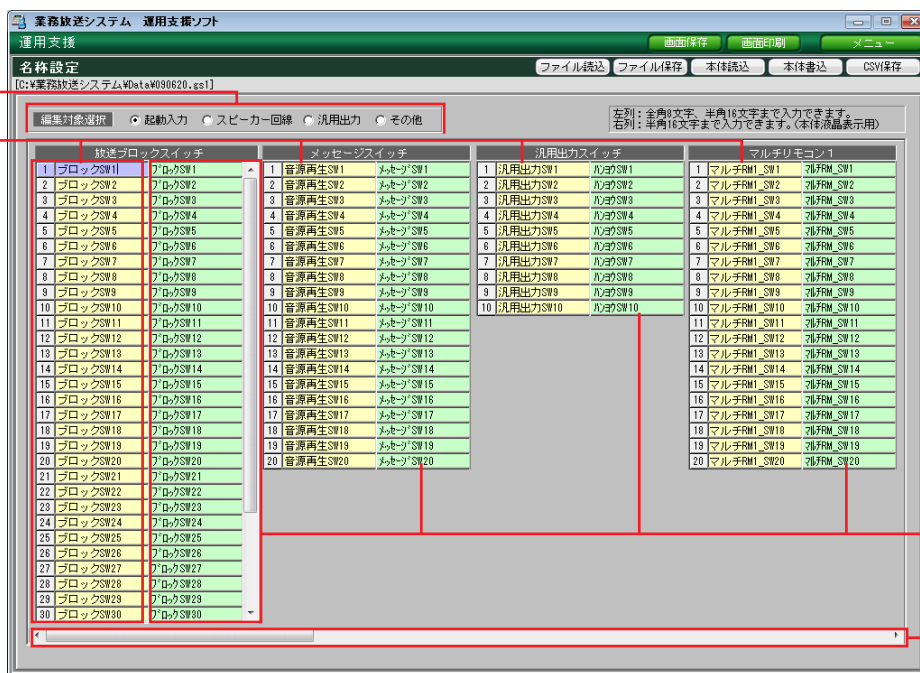 業務放送システム 運用支援ソフト
運用支援 画面保存 画面印刷 メニュー
名称設定 ファイル読込 ファイル保存 本体読込 本体書込 CSV保存
[C:¥業務放送システム¥Data¥090620.gs1]
編集対象選択 起動入力 スピーカー回線 汎用出力 その他
左列:全角8文字、半角16文字まで入力できます。
右列:半角16文字まで入力できます。(本体液晶表示用)
放送ブロックスイッチ メッセージスイッチ 汎用出力スイッチ マルチリモコン1
1 ブロックSW1 ブロックSW1 1 音源再生SW1 メッセージSW1 1 汎用出力SW1 ハンヨウSW1 1 マルチRM1_SW1 マルチRM_SW1
2 ブロックSW2 ブロックSW2 2 音源再生SW2 メッセージSW2 2 汎用出力SW2 ハンヨウSW2 2 マルチRM1_SW2 マルチRM_SW2
3 ブロックSW3 ブロックSW3 3 音源再生SW3 メッセージSW3 3 汎用出力SW3 ハンヨウSW3 3 マルチRM1_SW3 マルチRM_SW3
4 ブロックSW4 ブロックSW4 4 音源再生SW4 メッセージSW4 4 汎用出力SW4 ハンヨウSW4 4 マルチRM1_SW4 マルチRM_SW4
5 ブロックSW5 ブロックSW5 5 音源再生SW5 メッセージSW5 5 汎用出力SW5 ハンヨウSW5 5 マルチRM1_SW5 マルチRM_SW5
6 ブロックSW6 ブロックSW6 6 音源再生SW6 メッセージSW6 6 汎用出力SW6 ハンヨウSW6 6 マルチRM1_SW6 マルチRM_SW6
7 ブロックSW7 ブロックSW7 7 音源再生SW7 メッセージSW7 7 汎用出力SW7 ハンヨウSW7 7 マルチRM1_SW7 マルチRM_SW7
8 ブロックSW8 ブロックSW8 8 音源再生SW8 メッセージSW8 8 汎用出力SW8 ハンヨウSW8 8 マルチRM1_SW8 マルチRM_SW8
9 ブロックSW9 ブロックSW9 9 音源再生SW9 メッセージSW9 9 汎用出力SW9 ハンヨウSW9 9 マルチRM1_SW9 マルチRM_SW9
10 ブロックSW10 ブロックSW10 10 音源再生SW10 メッセージSW10 10 汎用出力SW10 ハンヨウSW10 10 マルチRM1_SW10 マルチRM_SW10
11 ブロックSW11 ブロックSW11 11 音源再生SW11 メッセージSW11 11 マルチRM1_SW11 マルチRM_SW11
12 ブロックSW12 ブロックSW12 12 音源再生SW12 メッセージSW12 12 マルチRM1_SW12 マルチRM_SW12
13 ブロックSW13 ブロックSW13 13 音源再生SW13 メッセージSW13 13 マルチRM1_SW13 マルチRM_SW13
14 ブロックSW14 ブロックSW14 14 音源再生SW14 メッセージSW14 14 マルチRM1_SW14 マルチRM_SW14
15 ブロックSW15 ブロックSW15 15 音源再生SW15 メッセージSW15 15 マルチRM1_SW15 マルチRM_SW15
16 ブロックSW16 ブロックSW16 16 音源再生SW16 メッセージSW16 16 マルチRM1_SW16 マルチRM_SW16
17 ブロックSW17 ブロックSW17 17 音源再生SW17 メッセージSW17 17 マルチRM1_SW17 マルチRM_SW17
18 ブロックSW18 ブロックSW18 18 音源再生SW18 メッセージSW18 18 マルチRM1_SW18 マルチRM_SW18
19 ブロックSW19 ブロックSW19 19 音源再生SW19 メッセージSW19 19 マルチRM1_SW19 マルチRM_SW19
20 ブロックSW20 ブロックSW20 20 音源再生SW20 メッセージSW20 20 マルチRM1_SW20 マルチRM_SW20
21 ブロックSW21 ブロックSW21
22 ブロックSW22 ブロックSW22
23 ブロックSW23 ブロックSW23
24 ブロックSW24 ブロックSW24
25 ブロックSW25 ブロックSW25
26 ブロックSW26 ブロックSW26
27 ブロックSW27 ブロックSW27
28 ブロックSW28 ブロックSW28
29 ブロックSW29 ブロックSW29
30 ブロックSW30 ブロックSW30